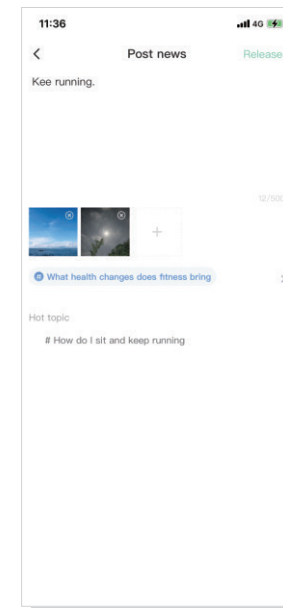 11:36
4G
Post news
Release
Kee running.
12/500
What health changes does fitness bring
Hot topic
# How do I sit and keep running